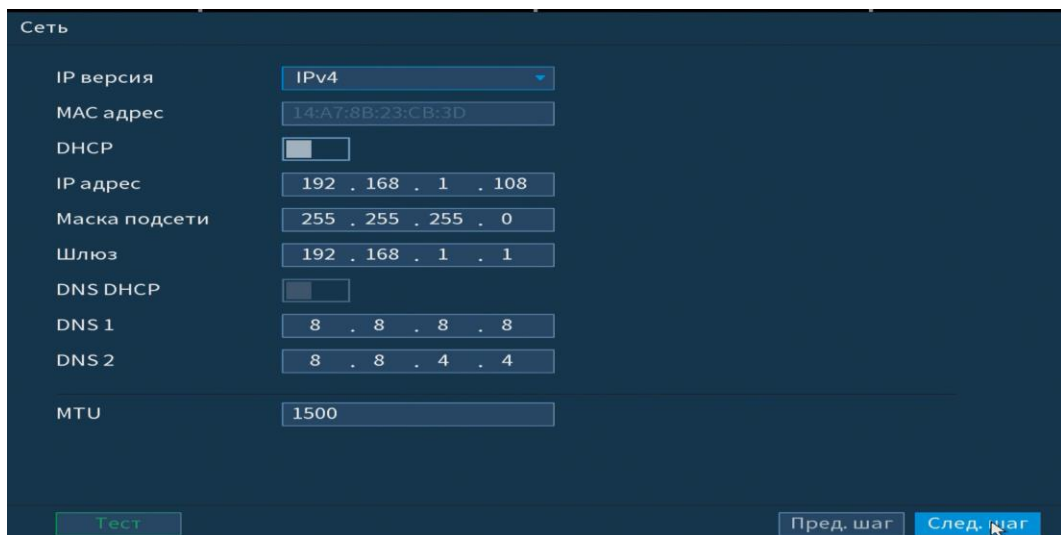 Сеть
IP версия IPv4
MAC адрес 14:A7:8B:23:CB:3D
DHCP
IP адрес 192 . 168 . 1 . 108
Маска подсети 255 . 255 . 255 . 0
Шлюз 192 . 168 . 1 . 1
DNS DHCP
DNS 1 8 . 8 . 8 . 8
DNS 2 8 . 8 . 4 . 4
MTU 1500
Тест Пред. шаг След. шаг